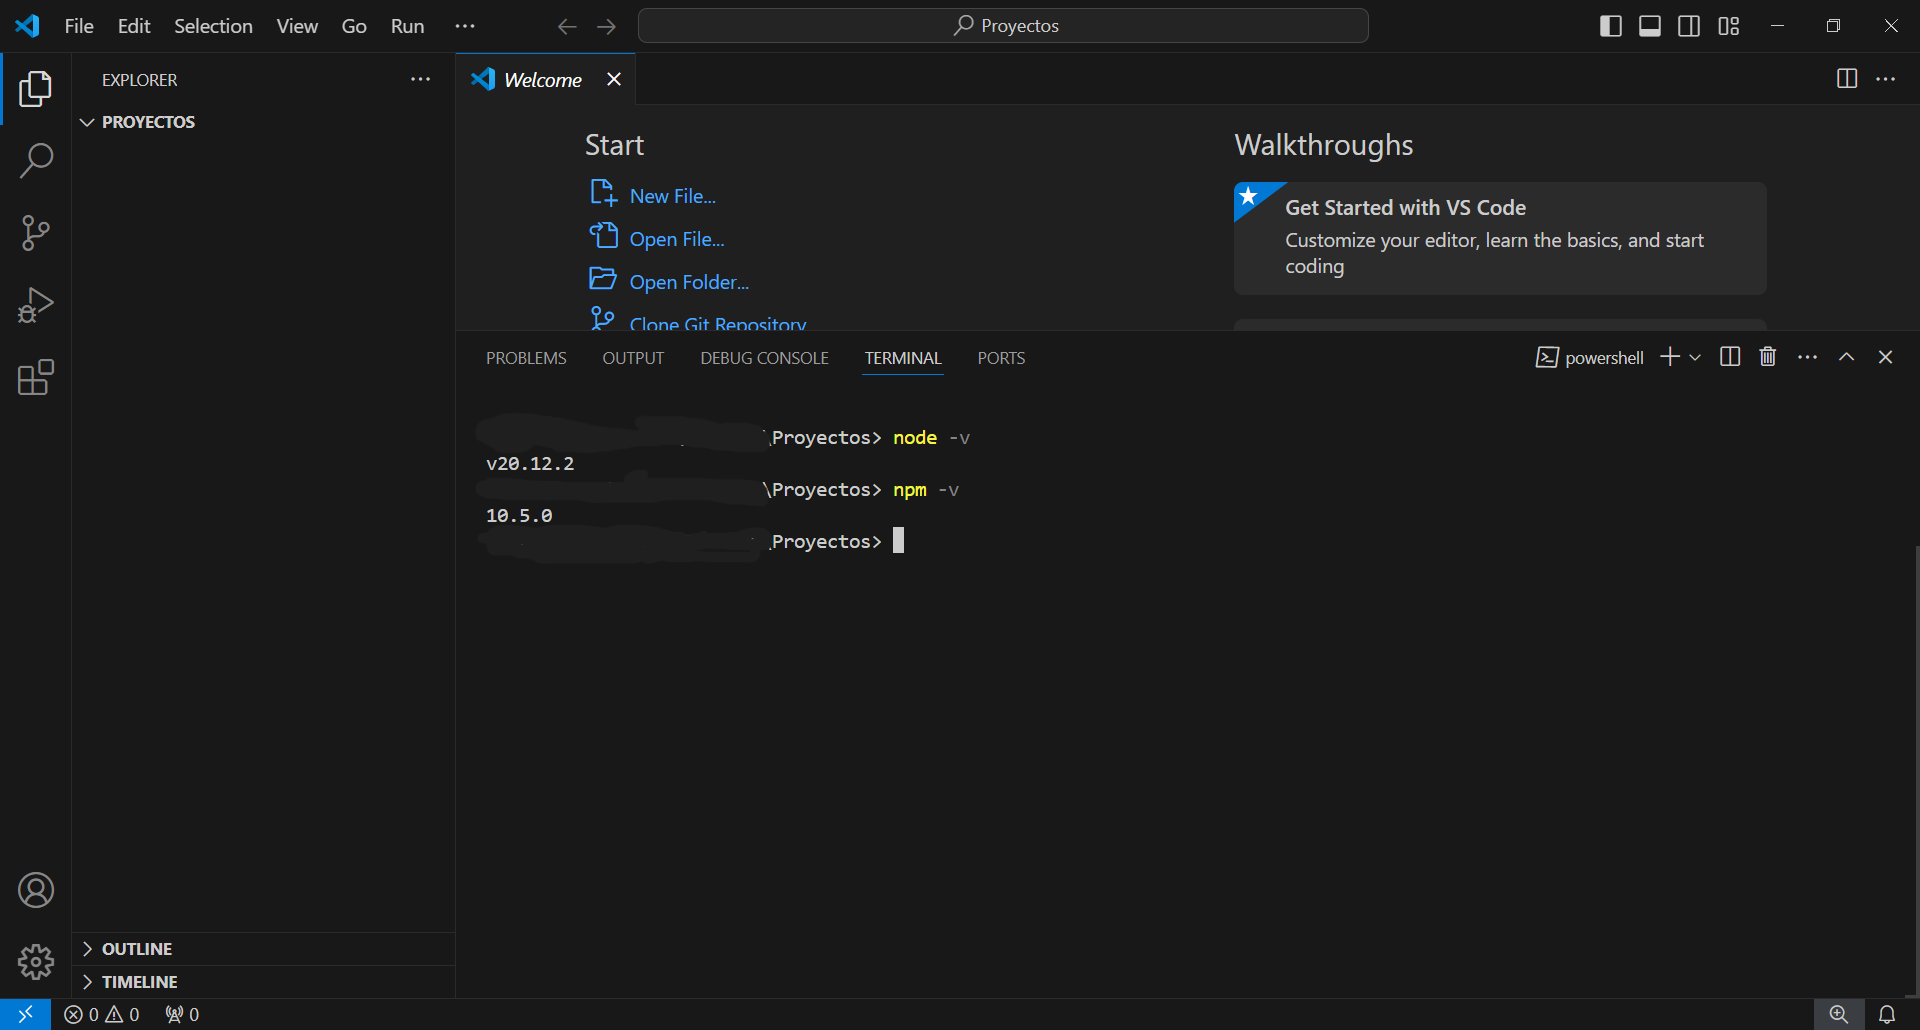 File Edit Selection View Go Run ···
Proyectos
EXPLORER ···
PROYECTOS
OUTLINE
TIMELINE
Welcome
Start
New File...
Open File...
Open Folder...
Clone Git Repository
Walkthroughs
Get Started with VS Code
Customize your editor, learn the basics, and start
coding
PROBLEMS OUTPUT DEBUG CONSOLE TERMINAL PORTS
powershell
\Proyectos> node -v
v20.12.2
\Proyectos> npm -v
10.5.0
\Proyectos>
0 0 0